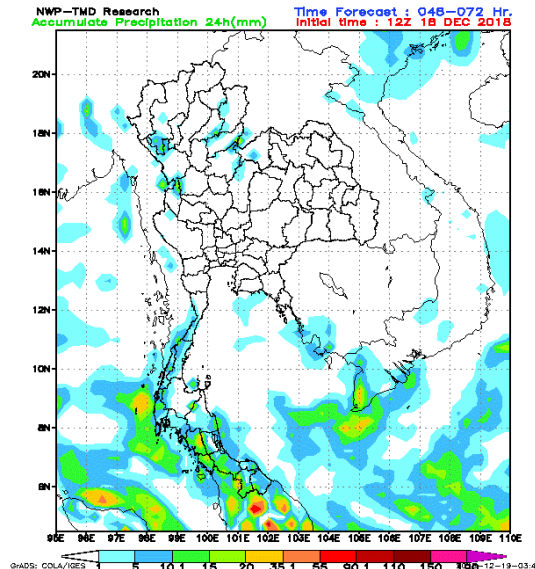 NWP-TMD Research Time Forecast : 048-072 Hr.
Accumulate Precipitation 24h(mm) Initial time : 12Z 18 DEC 2018
20N
18N
16N
14N
12N
10N
8N
6N
95E 96E 97E 98E 99E 100E 101E 102E 103E 104E 105E 106E 107E 108E 109E 110E
GrADS: COLA/IGES 1 5 10.1 15 20 35.1 55 90.1 110 150